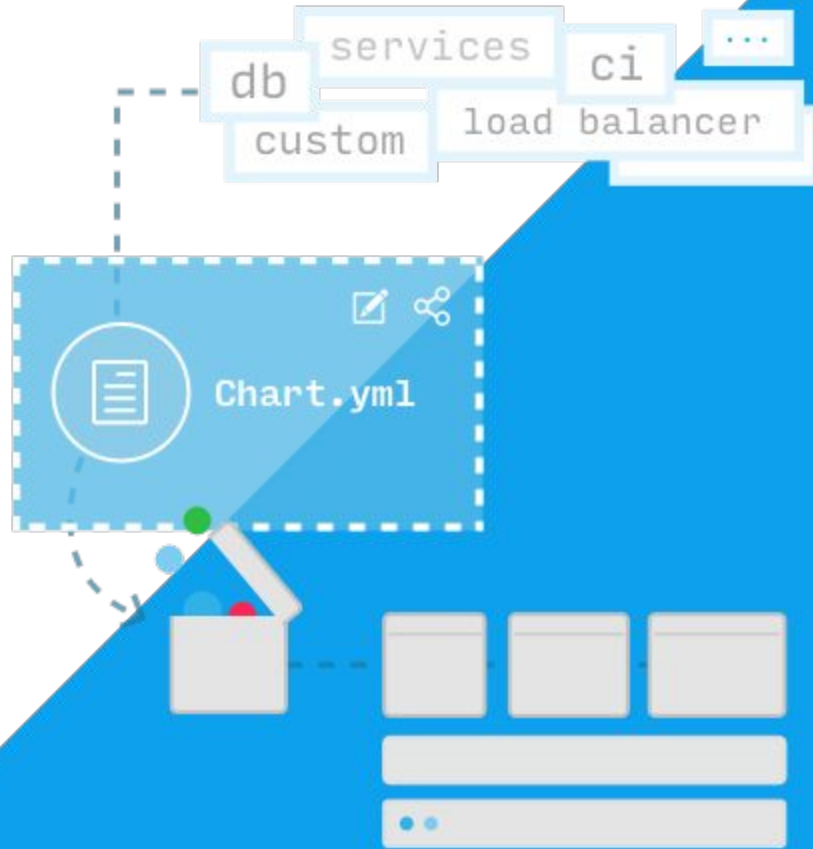 services
ci
...
db
load balancer
custom
Chart.yml